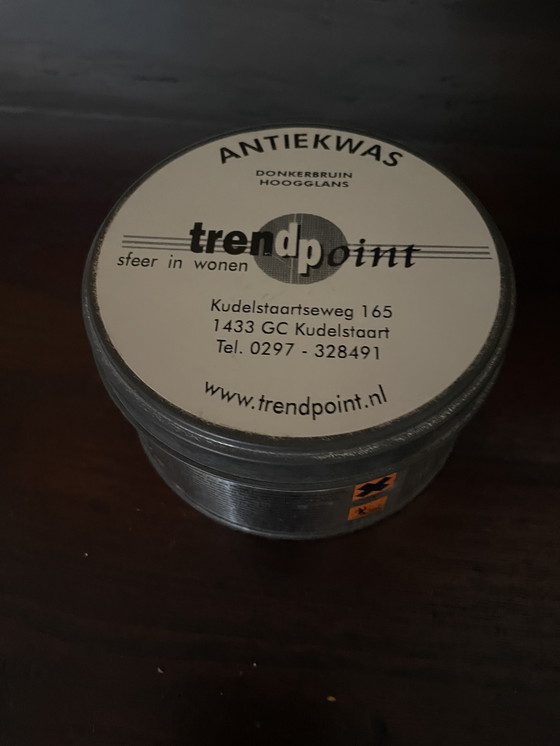 ANTIEKWAS
DONKERBRUIN
HOOGGLANS
trendpoint
sfeer in wonen
Kudelstaartseweg 165
1433 GC Kudelstaart
Tel. 0297 - 328491
www.trendpoint.nl